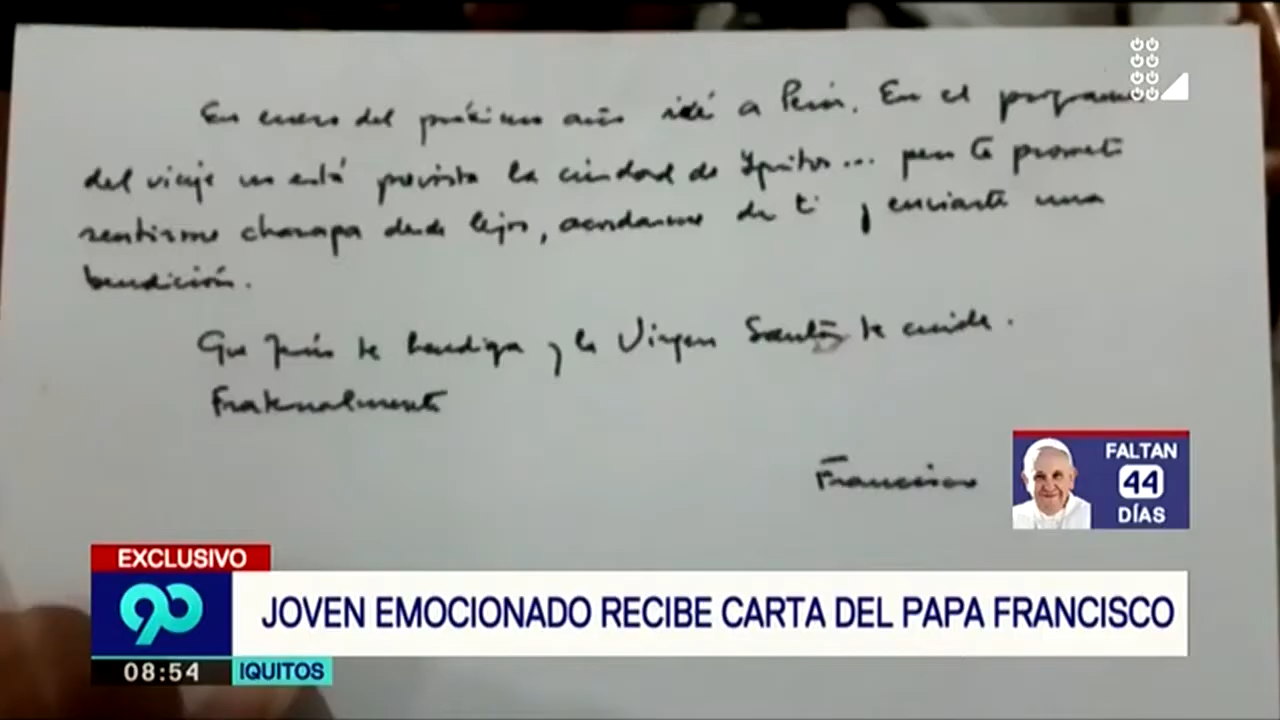 En enero del próximo año iré a Perú. En el programa
del viaje no está prevista la ciudad de Yquitos... pero te prometo
sentirme charapa desde lejos, acordarme de ti y enviarte una
bendición.
Que Jesús te bendiga y la Virgen Santa te cuide.
Fraternalmente
Francisco
FALTAN
44
DÍAS
EXCLUSIVO
90
JOVEN EMOCIONADO RECIBE CARTA DEL PAPA FRANCISCO
08:54 IQUITOS